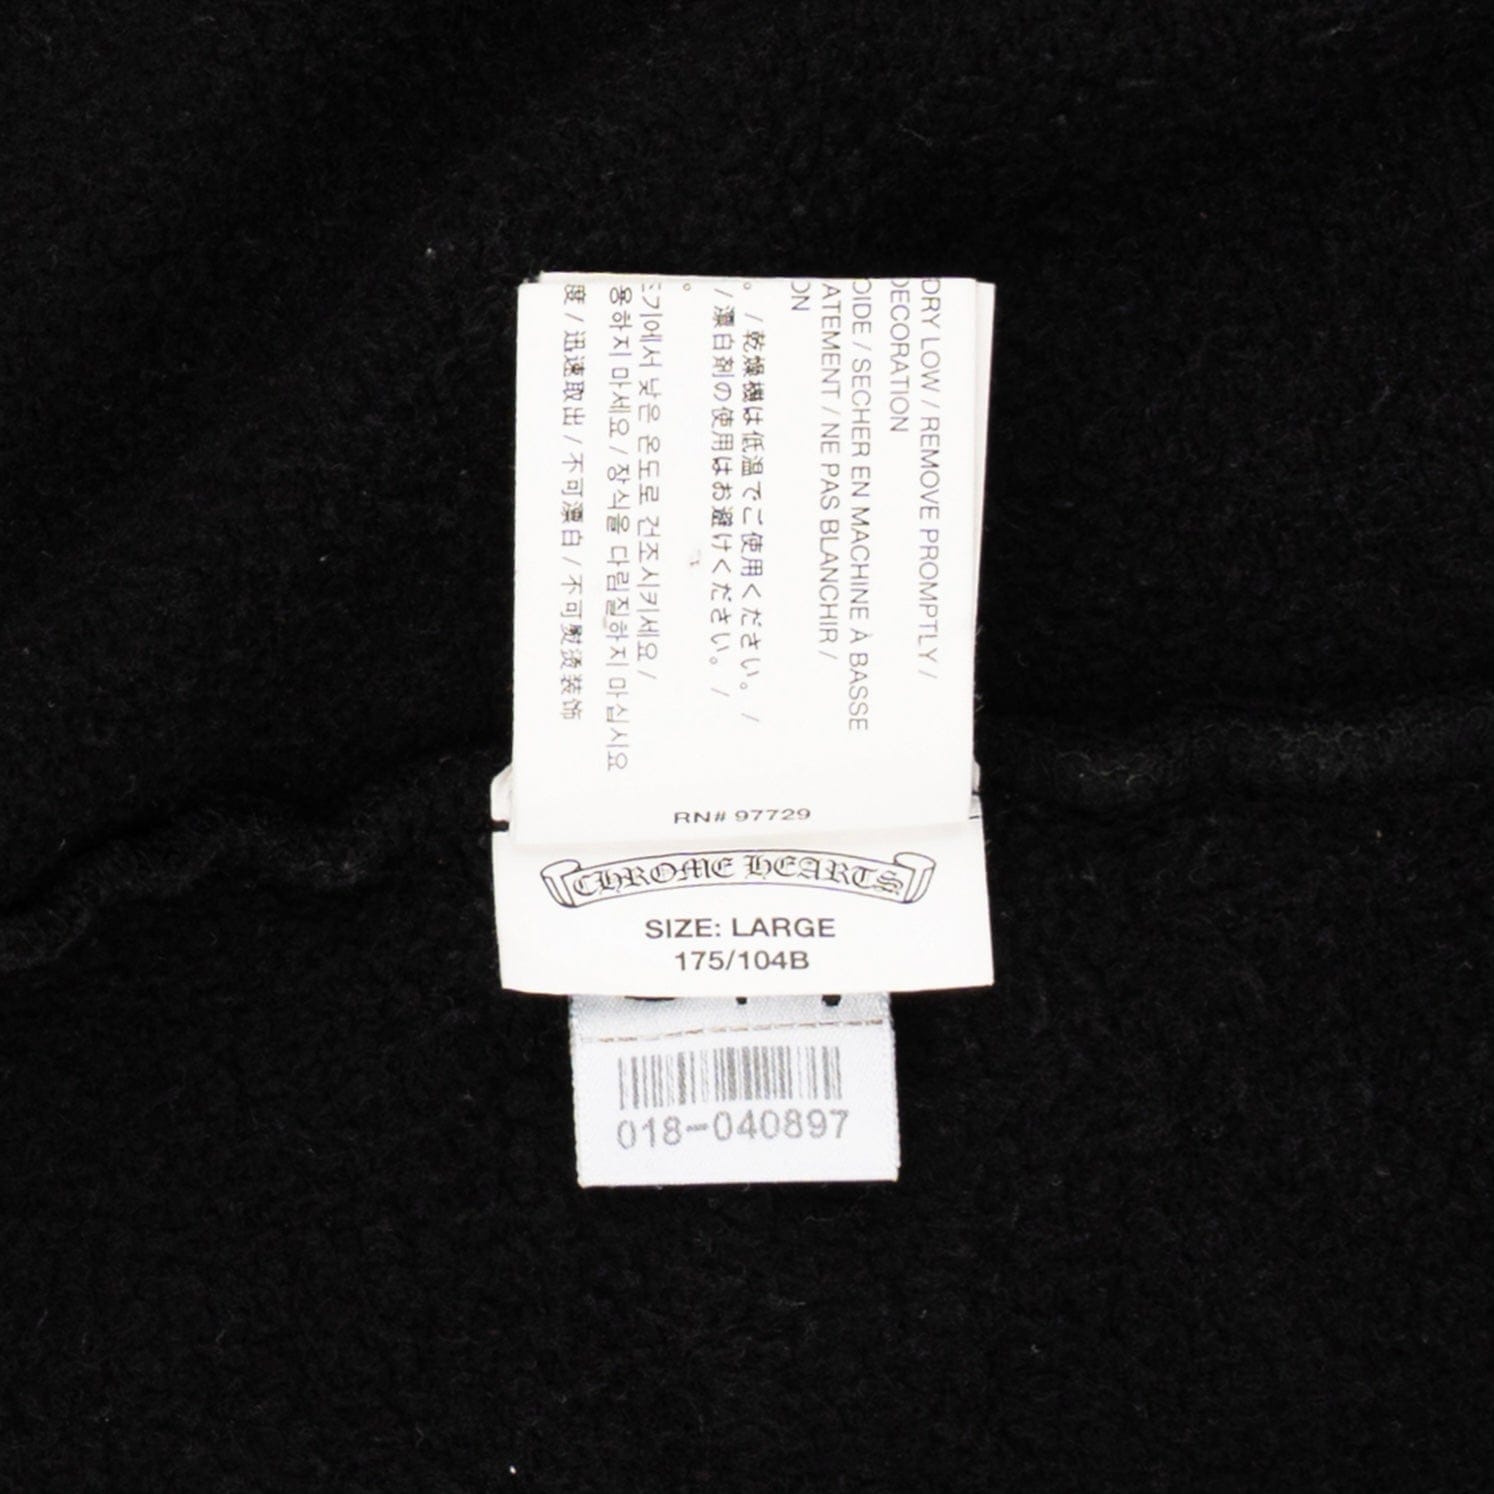 DRY LOW / REMOVE PROMPTLY /
DECORATION
OIDE / SECHER EN MACHINE À BASSE
ATEMENT / NE PAS BLANCHIR /
ON
。 / 乾燥機は低温でご使用ください。 /
/ 漂白剤の使用はお避けください。 /
。
기에서 낮은 온도로 건조시키세요 /
용하지 마세요 / 장식을 다림질하지 마십시요
度 / 迅速取出 / 不可漂白 / 不可熨烫装饰
RN# 97729
CHROME HEARTS
SIZE: LARGE
175/104B
018-040897